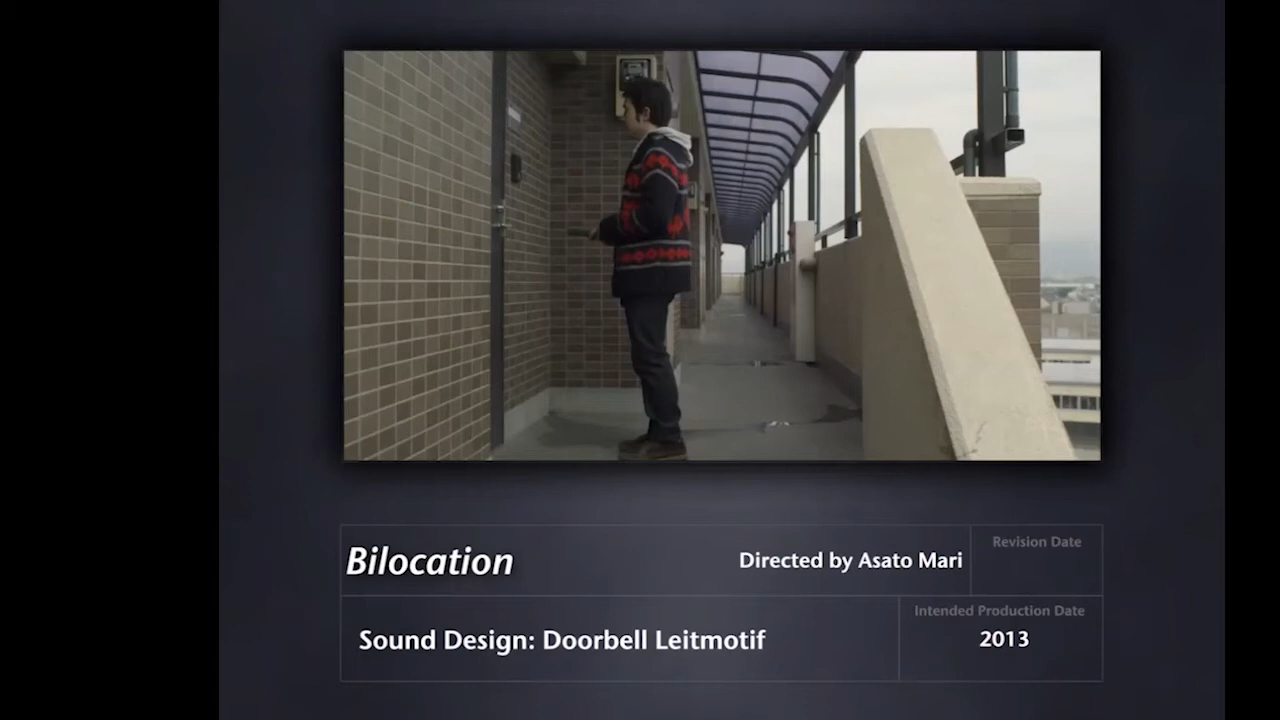 Bilocation
Directed by Asato Mari
Revision Date
Sound Design: Doorbell Leitmotif
Intended Production Date
2013